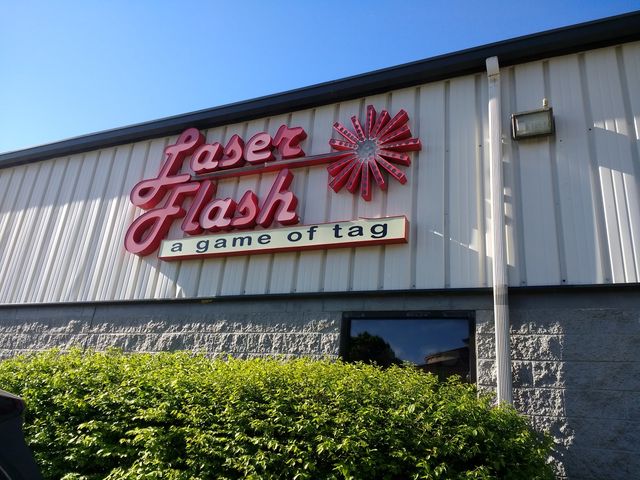 Laser
Flash
a game of tag